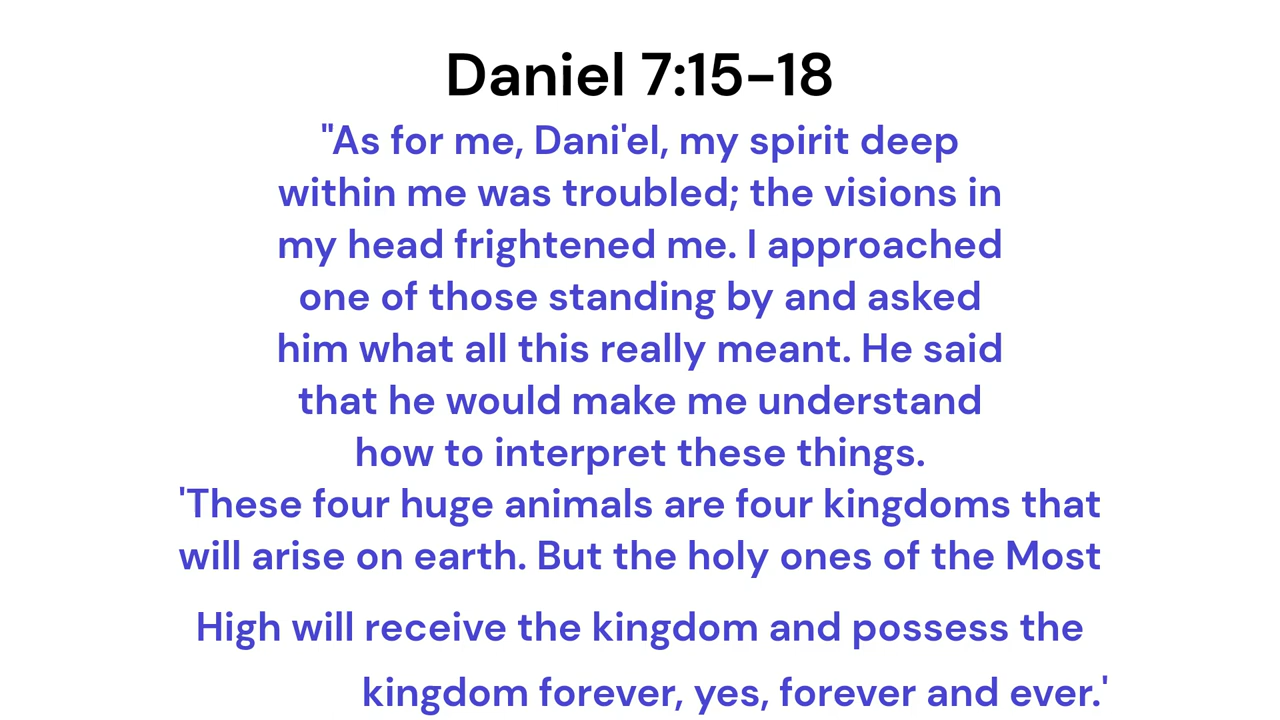 Daniel 7:15-18
"As for me, Dani'el, my spirit deep
within me was troubled; the visions in
my head frightened me. I approached
one of those standing by and asked
him what all this really meant. He said
that he would make me understand
how to interpret these things.
'These four huge animals are four kingdoms that
will arise on earth. But the holy ones of the Most
High will receive the kingdom and possess the
kingdom forever, yes, forever and ever.'